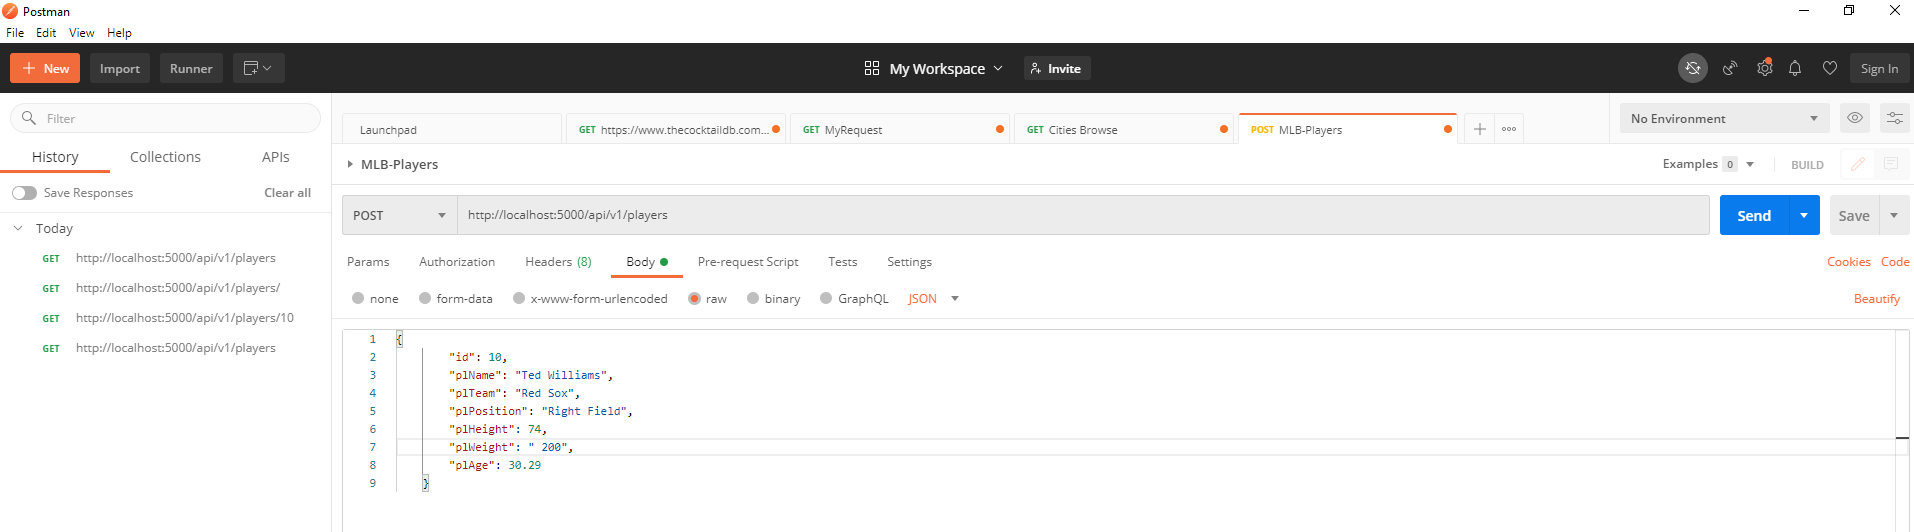 Postman
File Edit View Help
New Import Runner My Workspace Invite Sign In
Filter
History Collections APIs
Save Responses Clear all
Today
GET http://localhost:5000/api/v1/players
GET http://localhost:5000/api/v1/players/
GET http://localhost:5000/api/v1/players/10
GET http://localhost:5000/api/v1/players
Launchpad GET https://www.thecocktaildb.com... GET MyRequest GET Cities Browse POST MLB-Players
No Environment
MLB-Players Examples 0 BUILD
POST http://localhost:5000/api/v1/players Send Save
Params Authorization Headers (8) Body Pre-request Script Tests Settings Cookies Code
none form-data x-www-form-urlencoded raw binary GraphQL JSON Beautify
1 {
2 "id": 10,
3 "plName": "Ted Williams",
4 "plTeam": "Red Sox",
5 "plPosition": "Right Field",
6 "plHeight": 74,
7 "plWeight": " 200",
8 "plAge": 30.29
9 }